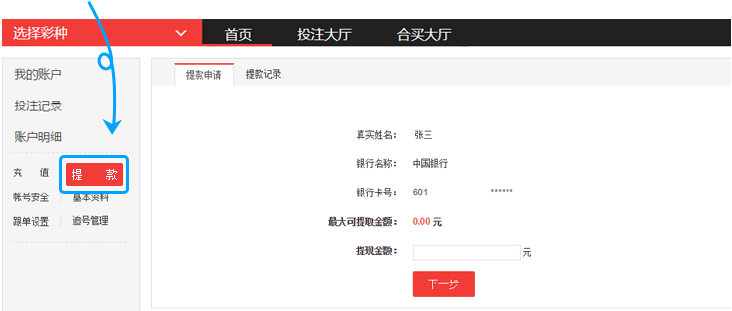 选择彩种 首页 投注大厅 合买大厅
我的账户
投注记录
账户明细
充 值 提 款
帐号安全 基本资料
跟单设置 追号管理
提款申请 提款记录
真实姓名： 张三
银行名称： 中国银行
银行卡号： 601 ******
最大可提取金额： 0.00 元
提现金额： 元
下一步